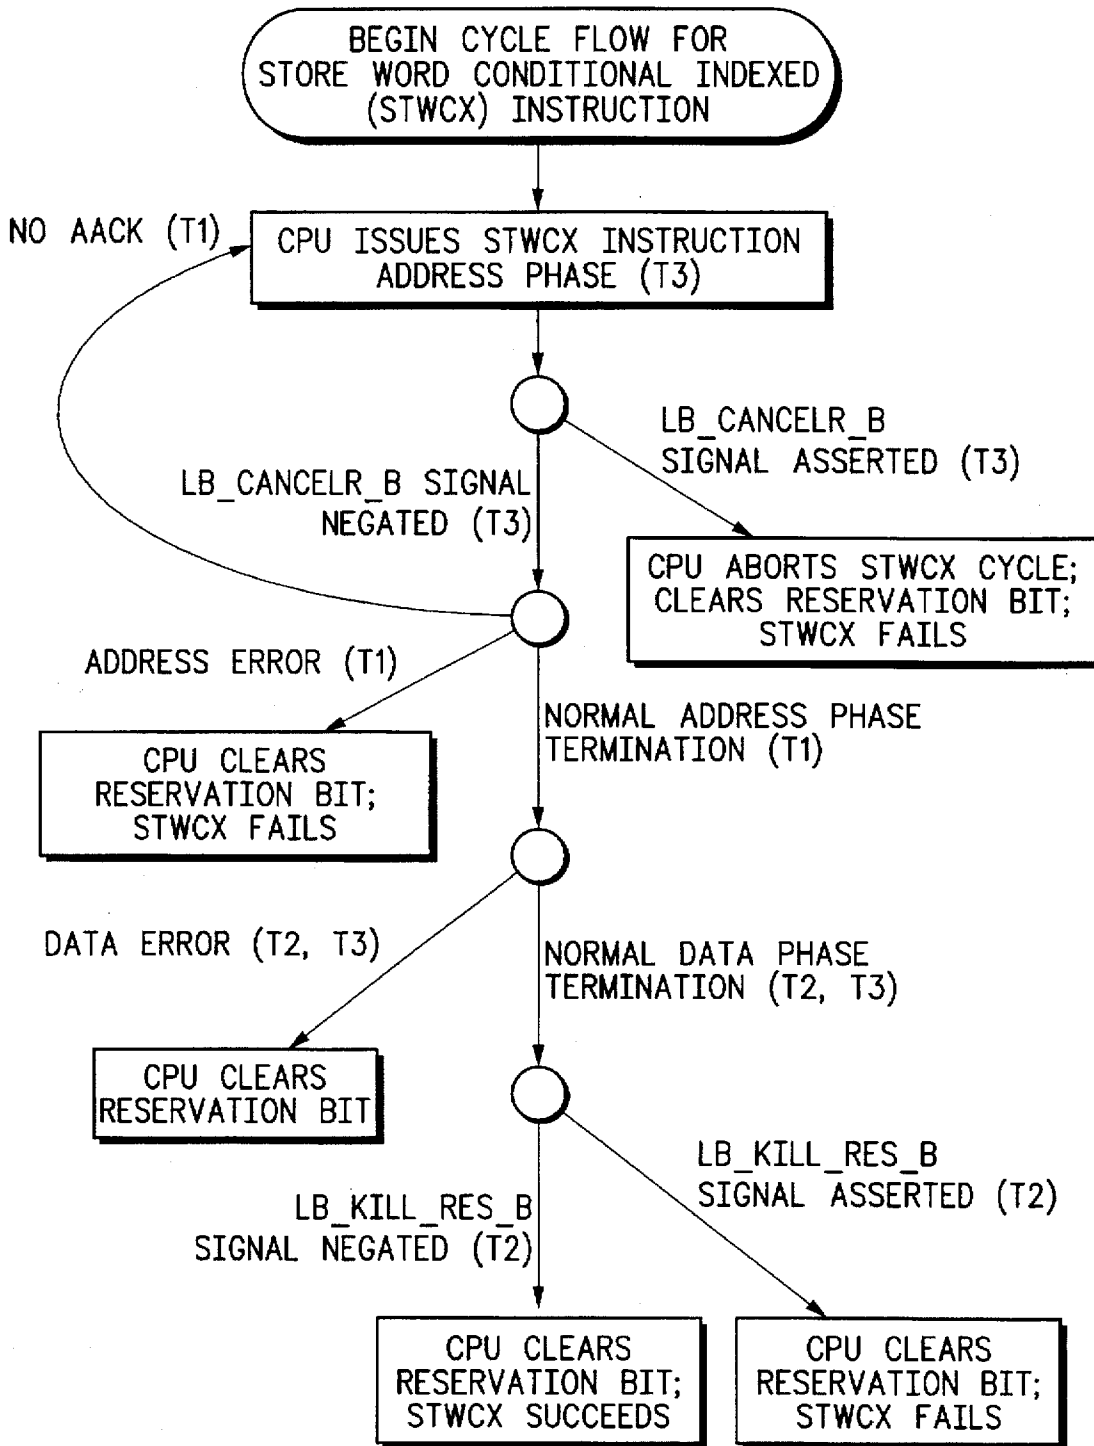 BEGIN CYCLE FLOW FOR
STORE WORD CONDITIONAL INDEXED
(STWCX) INSTRUCTION
NO AACK (T1)
CPU ISSUES STWCX INSTRUCTION
ADDRESS PHASE (T3)
LB_CANCELR_B
SIGNAL ASSERTED (T3)
LB_CANCELR_B SIGNAL
NEGATED (T3)
CPU ABORTS STWCX CYCLE;
CLEARS RESERVATION BIT;
STWCX FAILS
ADDRESS ERROR (T1)
NORMAL ADDRESS PHASE
TERMINATION (T1)
CPU CLEARS
RESERVATION BIT;
STWCX FAILS
DATA ERROR (T2, T3)
NORMAL DATA PHASE
TERMINATION (T2, T3)
CPU CLEARS
RESERVATION BIT
LB_KILL_RES_B
SIGNAL ASSERTED (T2)
LB_KILL_RES_B
SIGNAL NEGATED (T2)
CPU CLEARS
RESERVATION BIT;
STWCX SUCCEEDS
CPU CLEARS
RESERVATION BIT;
STWCX FAILS